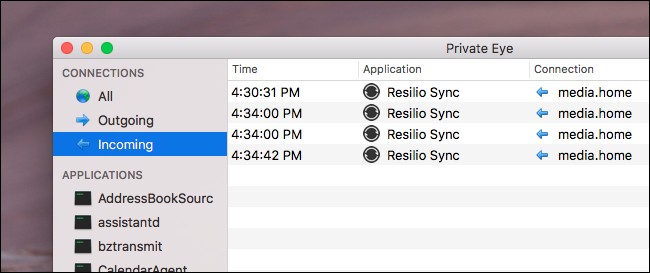 Private Eye
CONNECTIONS
All
Outgoing
Incoming
APPLICATIONS
AddressBookSourc
assistantd
bztransmit
CalendarAgent
Time Application Connection
4:30:31 PM Resilio Sync media.home
4:34:00 PM Resilio Sync media.home
4:34:00 PM Resilio Sync media.home
4:34:42 PM Resilio Sync media.home